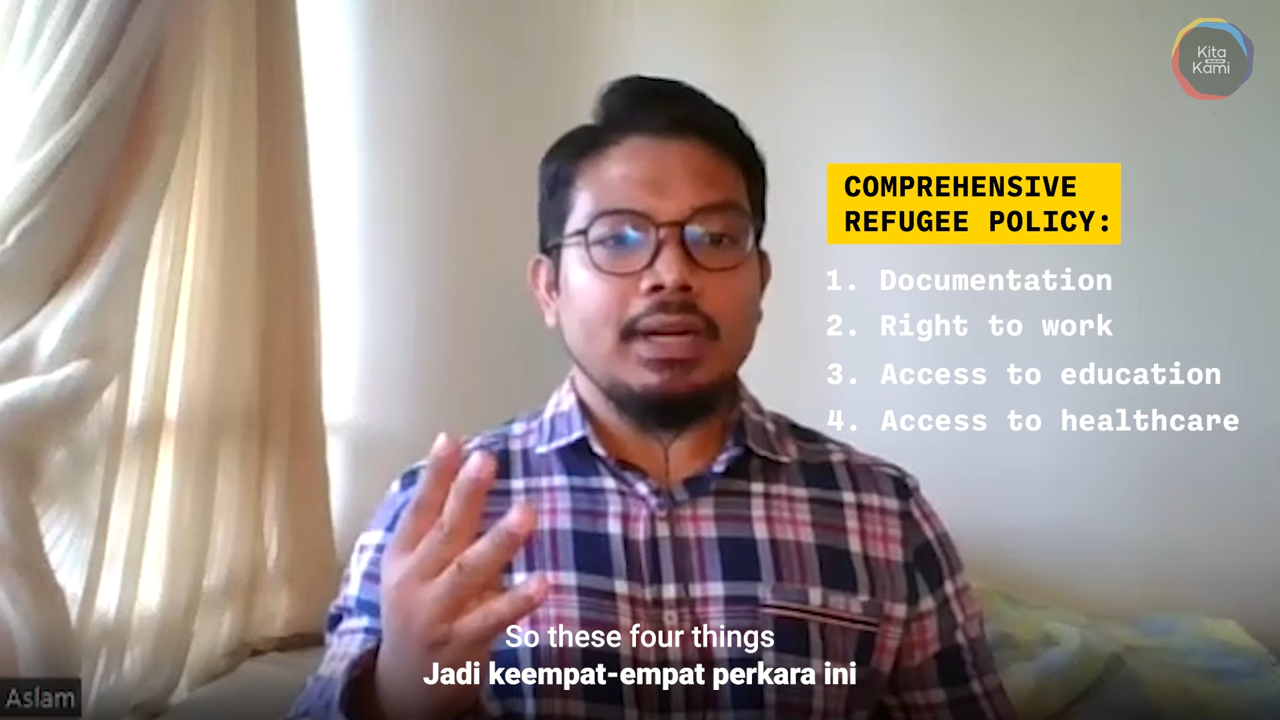 Kita
Kami
COMPREHENSIVE
REFUGEE POLICY:
1. Documentation
2. Right to work
3. Access to education
4. Access to healthcare
So these four things
Jadi keempat-empat perkara ini
Aslam